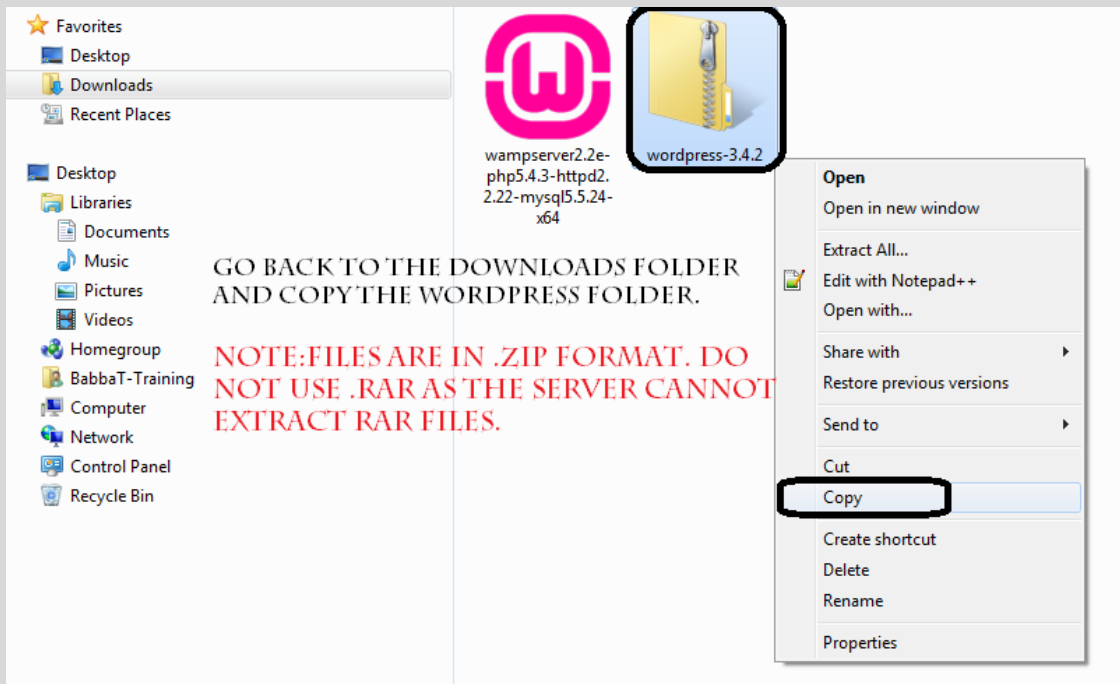 Favorites
Desktop
Downloads
Recent Places
Desktop
Libraries
Documents
Music
Pictures
Videos
Homegroup
BabbaT-Training
Computer
Network
Control Panel
Recycle Bin
wampserver2.2e-
php5.4.3-httpd2.
2.22-mysql5.5.24-
x64
wordpress-3.4.2
GO BACK TO THE DOWNLOADS FOLDER
AND COPY THE WORDPRESS FOLDER.
NOTE:FILES ARE IN .ZIP FORMAT. DO
NOT USE .RAR AS THE SERVER CANNOT
EXTRACT RAR FILES.
Open
Open in new window
Extract All...
Edit with Notepad++
Open with...
Share with
Restore previous versions
Send to
Cut
Copy
Create shortcut
Delete
Rename
Properties